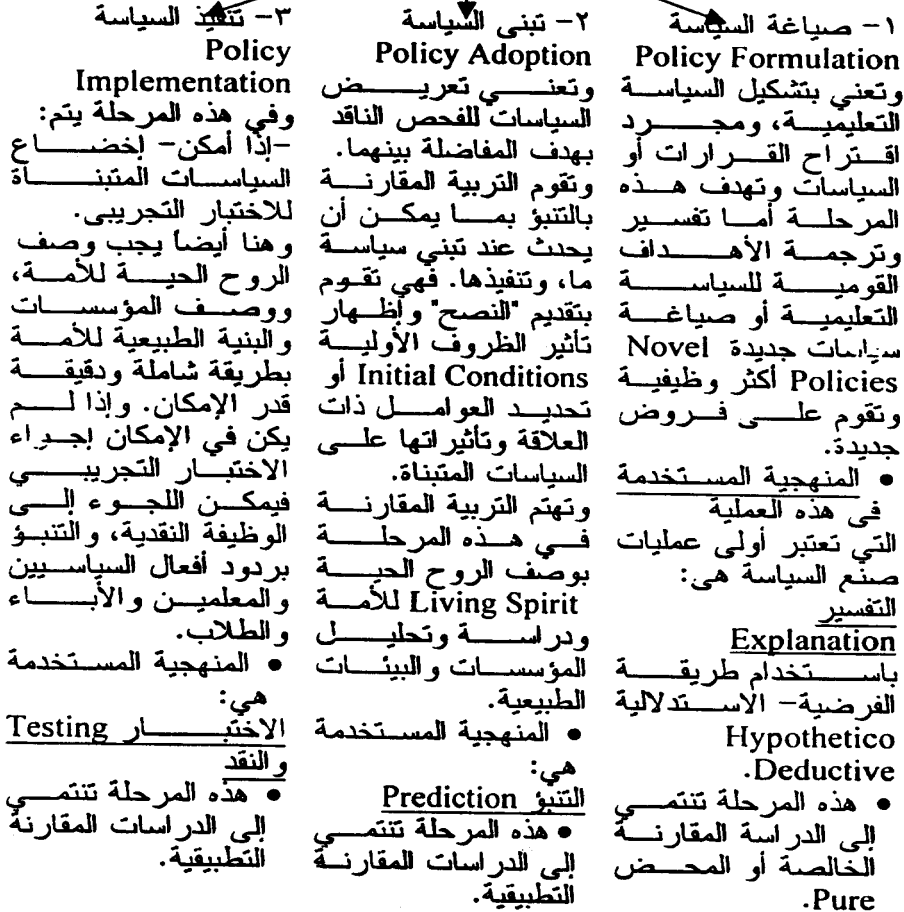 ١- صياغة السياسة
Policy Formulation
وتعني بتشكيل السياسة
التعليمية، ومجرد
اقتراح القرارات أو
السياسات وتهدف هذه
المرحلة أما تفسير
وترجمة الأهداف
القومية للسياسة
التعليمية أو صياغة
سياسات جديدة Novel
Policies أكثر وظيفية
وتقوم على فروض
جديدة.
• المنهجية المستخدمة
فى هذه العملية
التي تعتبر أولى عمليات
صنع السياسة هى:
التفسير
Explanation
باستخدام طريقة
الفرضية- الاستدلالية
Hypothetico
Deductive.
• هذه المرحلة تنتمى
إلى الدراسة المقارنة
الخالصة أو المحض
Pure.
٢- تبنى السياسة
Policy Adoption
وتعنى تعريض
السياسات للفحص الناقد
بهدف المفاضلة بينهما.
وتقوم التربية المقارنة
بالتنبؤ بما يمكن أن
يحدث عند تبني سياسة
ما، وتنفيذها. فهي تقوم
بتقديم "النصح" وإظهار
تأثير الظروف الأولية
Initial Conditions أو
تحديد العوامل ذات
العلاقة وتأثيراتها على
السياسات المتبناة.
وتهتم التربية المقارنة
في هذه المرحلة
بوصف الروح الحية
Living Spirit للأمة
ودراسة وتحليل
المؤسسات والبيئات
الطبيعية.
• المنهجية المستخدمة
هي:
التنبؤ Prediction
• هذه المرحلة تنتمى
إلى الدراسات المقارنة
التطبيقية.
٣- تنفيذ السياسة
Policy
Implementation
وفي هذه المرحلة يتم:
-إذا أمكن- إخضاع
السياسات المتبناة
للاختبار التجريبى.
وهنا أيضاً يجب وصف
الروح الحية للأمة،
ووصف المؤسسات
والبنية الطبيعية للأمة
بطريقة شاملة ودقيقة
قدر الإمكان. وإذا لم
يكن في الإمكان إجراء
الاختبار التجريبي
فيمكن اللجوء إلى
الوظيفة النقدية، والتنبؤ
بردود أفعال السياسيين
والمعلمين والأباء
والطلاب.
• المنهجية المستخدمة
هي:
الاختبار Testing
والنقد
• هذه المرحلة تنتمى
إلى الدراسات المقارنة
التطبيقية.